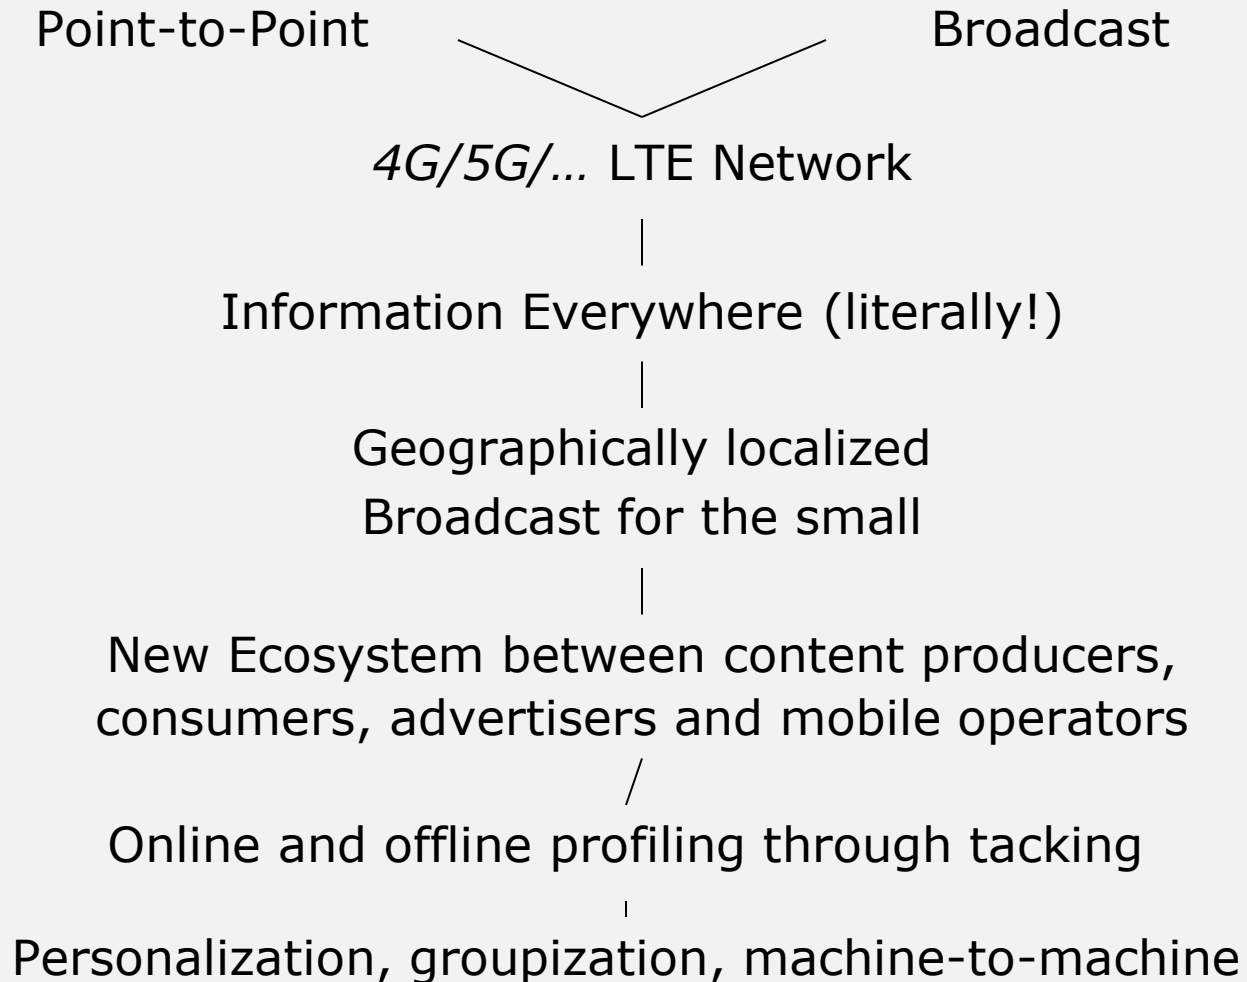 Point-to-Point
Broadcast
4G/5G/... LTE Network
Information Everywhere (literally!)
Geographically localized
Broadcast for the small
New Ecosystem between content producers,
consumers, advertisers and mobile operators
Online and offline profiling through tacking
Personalization, groupization, machine-to-machine